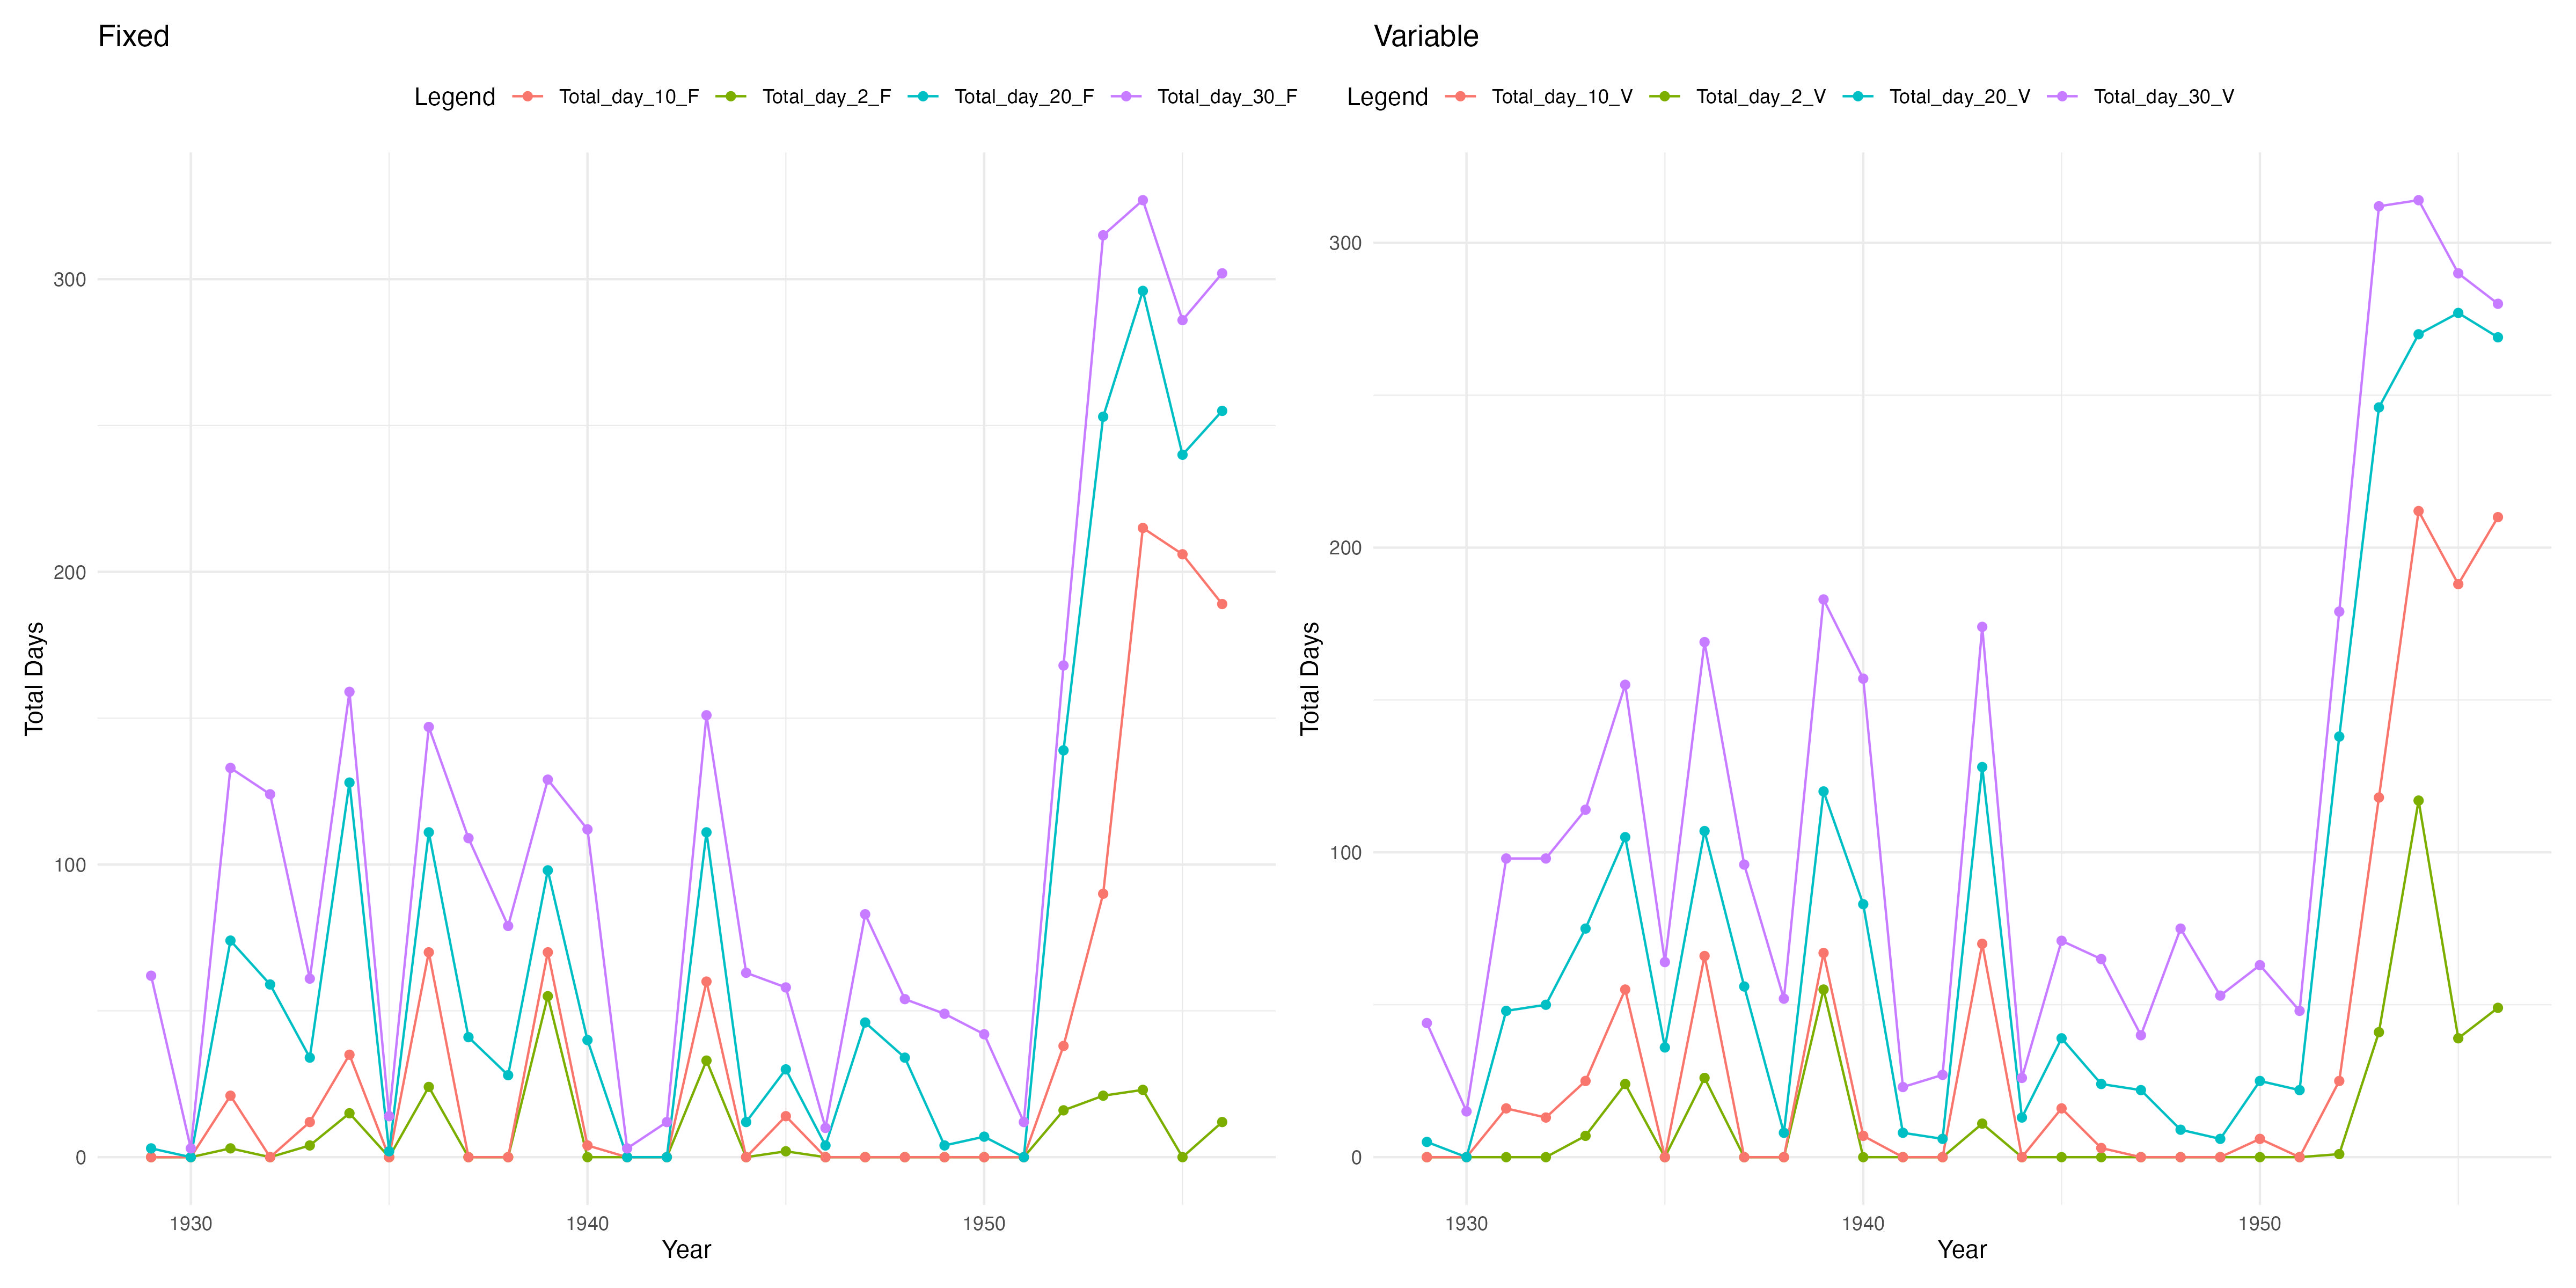 Fixed
Legend Total_day_10_F Total_day_2_F Total_day_20_F Total_day_30_F
Total Days
300
200
100
0
1930 1940 1950
Year
Variable
Legend Total_day_10_V Total_day_2_V Total_day_20_V Total_day_30_V
Total Days
300
200
100
0
1930 1940 1950
Year